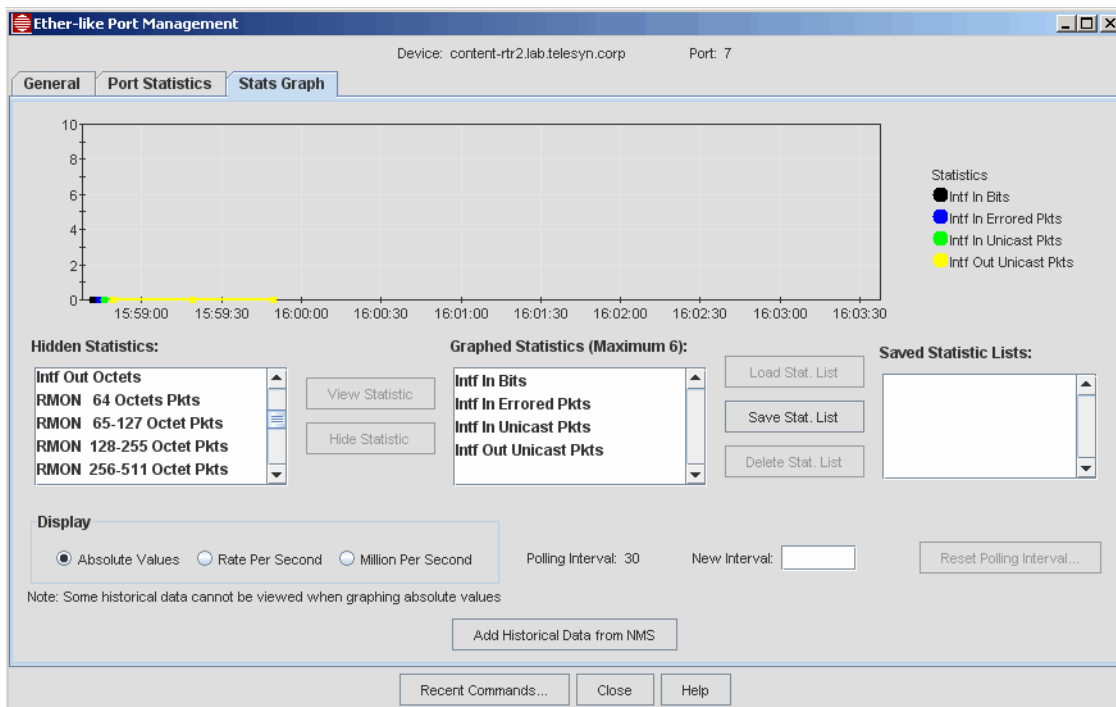 Ether-like Port Management
Device: content-rtr2.lab.telesyn.corp Port: 7
General Port Statistics Stats Graph
10
8
6
4
2
0
15:59:00 15:59:30 16:00:00 16:00:30 16:01:00 16:01:30 16:02:00 16:02:30 16:03:00 16:03:30
Statistics
Intf In Bits
Intf In Errored Pkts
Intf In Unicast Pkts
Intf Out Unicast Pkts
Hidden Statistics:
Intf Out Octets
RMON 64 Octets Pkts
RMON 65-127 Octet Pkts
RMON 128-255 Octet Pkts
RMON 256-511 Octet Pkts
View Statistic
Hide Statistic
Graphed Statistics (Maximum 6):
Intf In Bits
Intf In Errored Pkts
Intf In Unicast Pkts
Intf Out Unicast Pkts
Load Stat. List
Save Stat. List
Delete Stat. List
Saved Statistic Lists:
Display
Absolute Values Rate Per Second Million Per Second
Polling Interval: 30 New Interval: Reset Polling Interval...
Note: Some historical data cannot be viewed when graphing absolute values
Add Historical Data from NMS
Recent Commands... Close Help